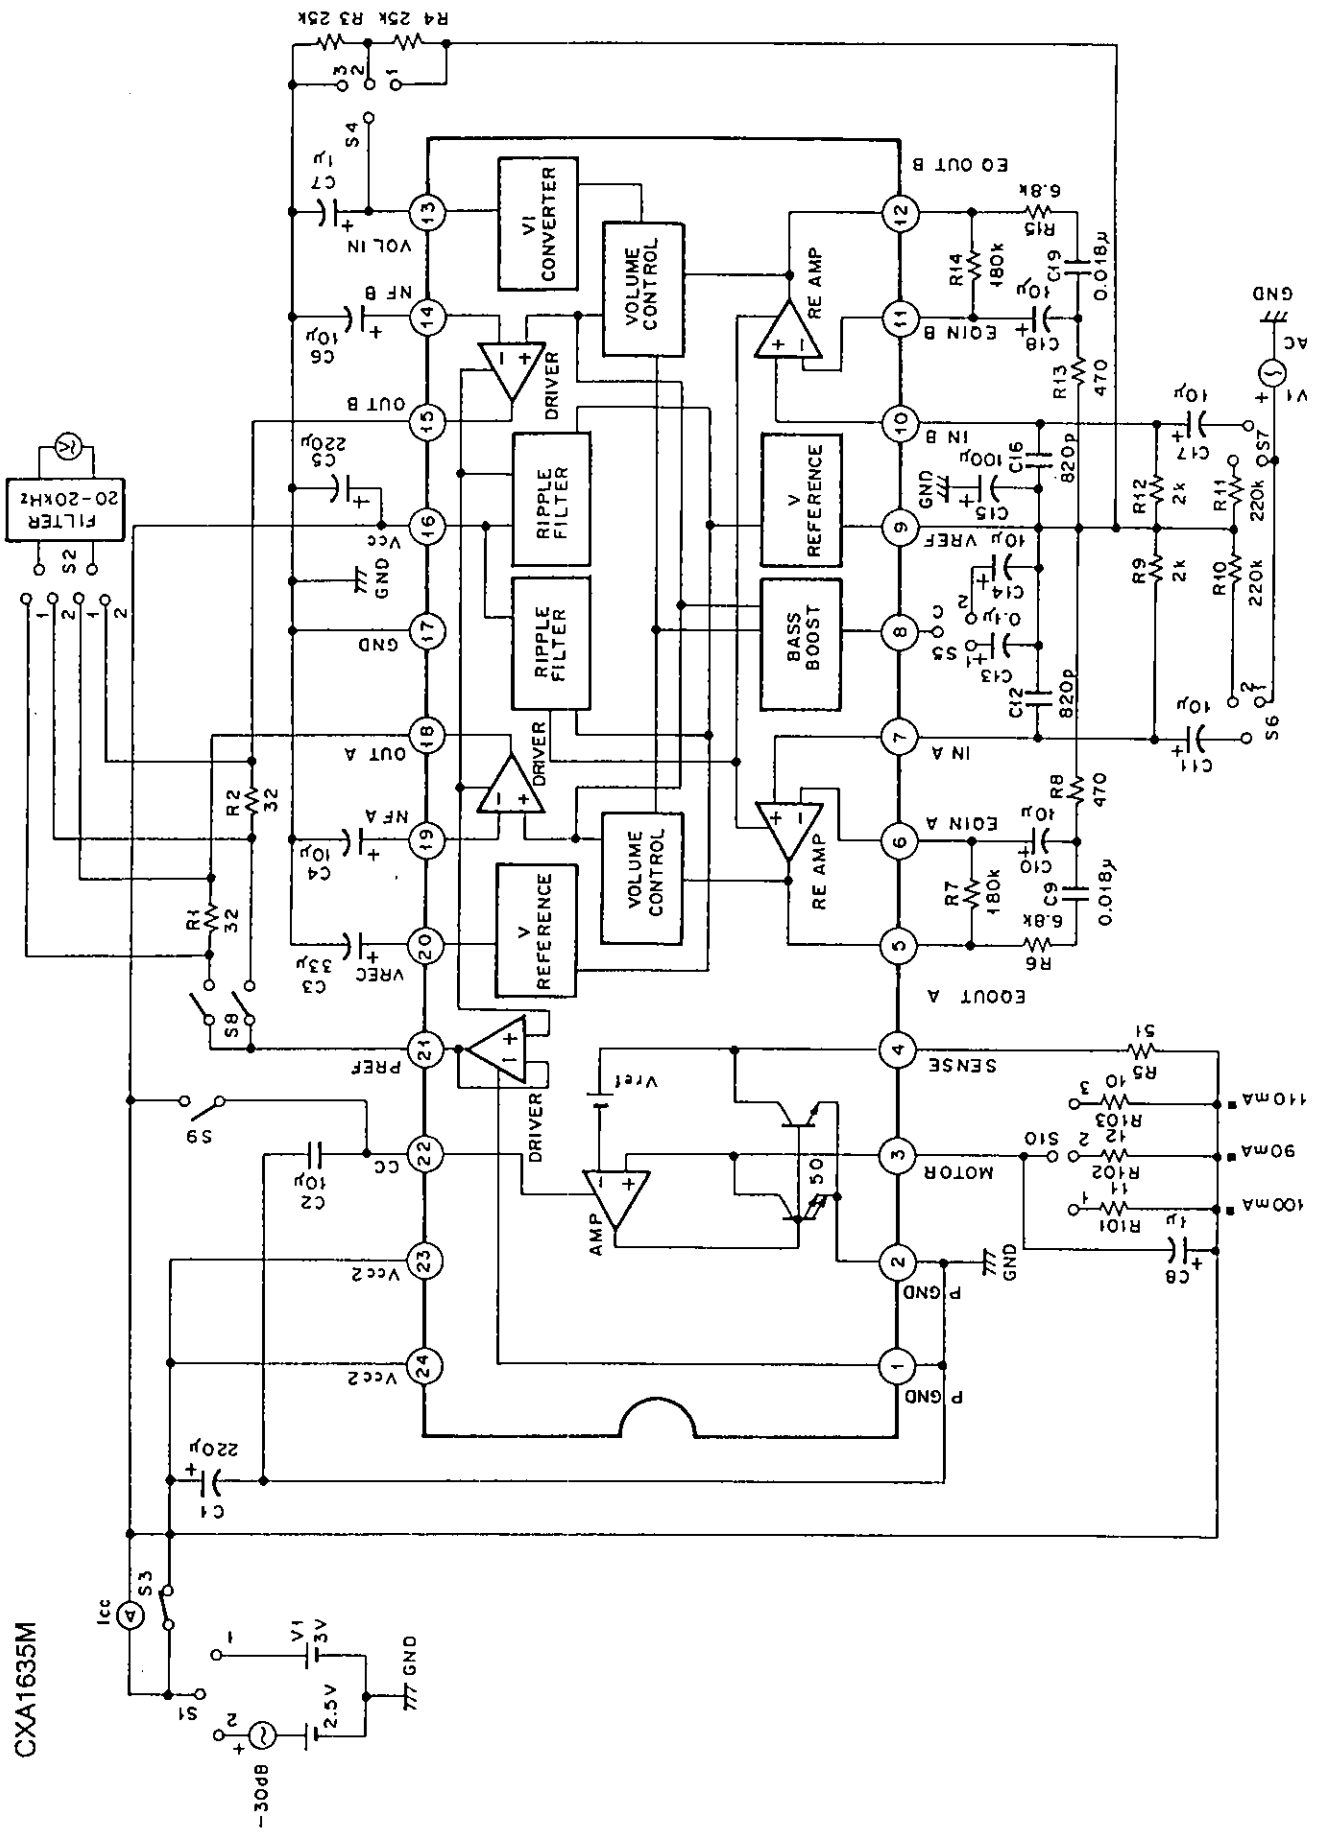 CXA1635M
R3 25k
R4 25k
3
2
1
S4
1μ
C7
VOL IN
13
VI
CONVERTER
NF B
14
C6
10μ
VOLUME
CONTROL
DRIVER
OUT B
15
220μ
C5
Vcc
16
RIPPLE
FILTER
GND
GND
17
RIPPLE
FILTER
FILTER
20-20kHz
V
S2
1
2
1
2
OUT A
18
DRIVER
R2
32
NF A
19
10μ
C4
R1
32
VOLUME
CONTROL
33μ
C3
VREC
20
V
REFERENCE
S8
PREF
21
DRIVER
S9
10μ
C2
CC
22
AMP
Vcc2
23
Vcc2
24
220μ
C1
Icc
A
S3
S1
1
V1
3V
2
2.5V
GND
-30dB
EQ OUT B
12
RE AMP
R15
6.8k
R14
180k
C19
0.018μ
11
EQIN B
10μ
C18
R13
470
10
IN B
C16
820p
100μ
C15
GND
V
REFERENCE
9
VREF
10μ
C14
2
0.1μ
C13
1
C
S5
8
BASS
BOOST
C12
820p
7
IN A
R12
2k
R9
2k
R11
220k
R10
220k
10μ
C17
S7
1
2
10μ
C11
S6
2
1
V1
AC
GND
R8
470
6
EQIN A
10μ
C10
RE AMP
R7
180k
C9
0.018μ
6.8k
R6
5
EQOUT A
4
SENSE
R5
51
Vref
50
3
MOTOR
S10
3
10
R103
110mA
2
12
R102
90mA
1
11
R101
100mA
1μ
C8
2
P GND
GND
1
P GND